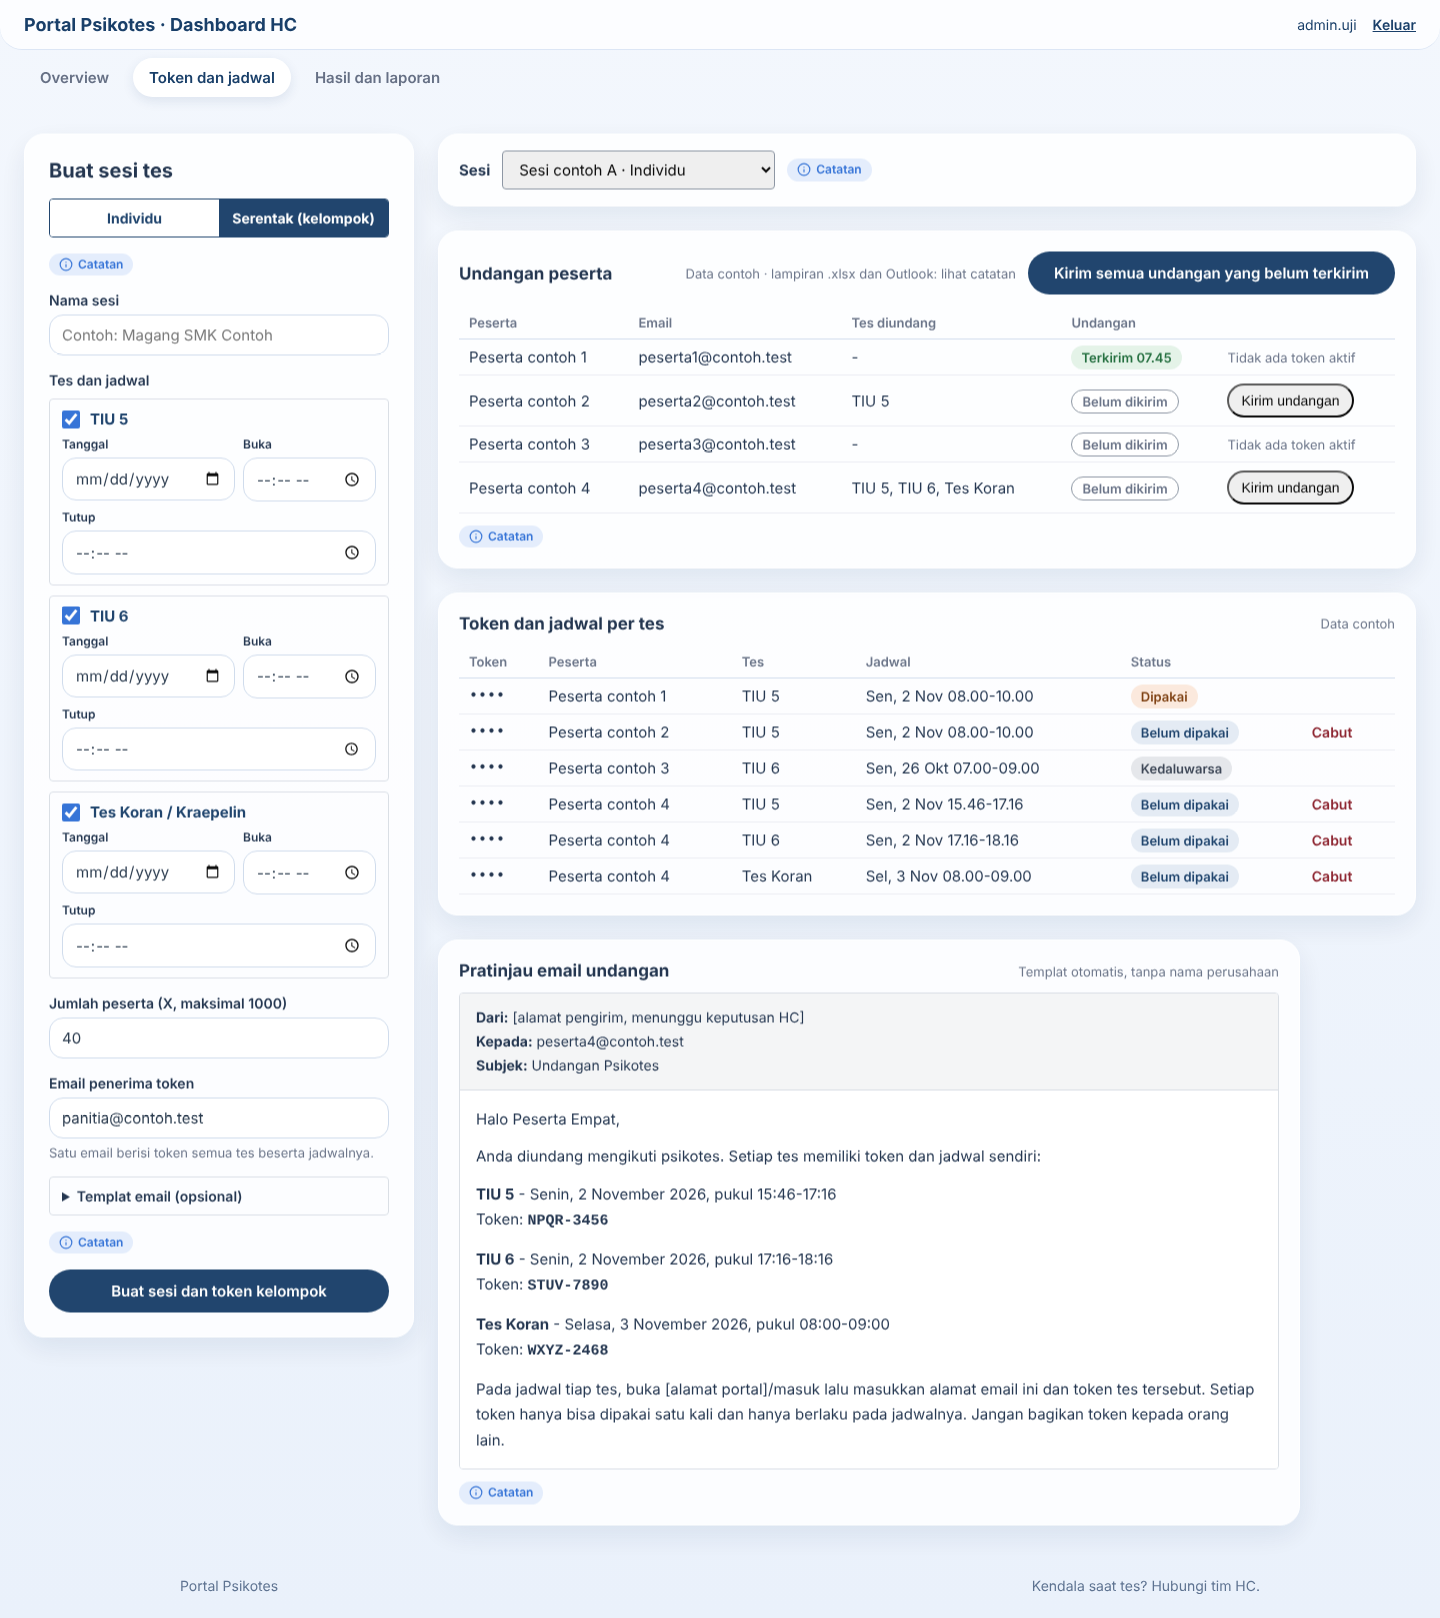 Portal Psikotes · Dashboard HC
admin.uji Keluar
Overview Token dan jadwal Hasil dan laporan
Buat sesi tes
Individu Serentak (kelompok)
Catatan
Nama sesi
Contoh: Magang SMK Contoh
Tes dan jadwal
TIU 5
Tanggal Buka
mm/dd/yyyy --:-- --
Tutup
--:-- --
TIU 6
Tanggal Buka
mm/dd/yyyy --:-- --
Tutup
--:-- --
Tes Koran / Kraepelin
Tanggal Buka
mm/dd/yyyy --:-- --
Tutup
--:-- --
Jumlah peserta (X, maksimal 1000)
40
Email penerima token
panitia@contoh.test
Satu email berisi token semua tes beserta jadwalnya.
Templat email (opsional)
Catatan
Buat sesi dan token kelompok
Sesi Sesi contoh A · Individu Catatan
Undangan peserta Data contoh · lampiran .xlsx dan Outlook: lihat catatan Kirim semua undangan yang belum terkirim
Peserta Email Tes diundang Undangan
Peserta contoh 1 peserta1@contoh.test - Terkirim 07.45 Tidak ada token aktif
Peserta contoh 2 peserta2@contoh.test TIU 5 Belum dikirim Kirim undangan
Peserta contoh 3 peserta3@contoh.test - Belum dikirim Tidak ada token aktif
Peserta contoh 4 peserta4@contoh.test TIU 5, TIU 6, Tes Koran Belum dikirim Kirim undangan
Catatan
Token dan jadwal per tes Data contoh
Token Peserta Tes Jadwal Status
•••• Peserta contoh 1 TIU 5 Sen, 2 Nov 08.00-10.00 Dipakai
•••• Peserta contoh 2 TIU 5 Sen, 2 Nov 08.00-10.00 Belum dipakai Cabut
•••• Peserta contoh 3 TIU 6 Sen, 26 Okt 07.00-09.00 Kedaluwarsa
•••• Peserta contoh 4 TIU 5 Sen, 2 Nov 15.46-17.16 Belum dipakai Cabut
•••• Peserta contoh 4 TIU 6 Sen, 2 Nov 17.16-18.16 Belum dipakai Cabut
•••• Peserta contoh 4 Tes Koran Sel, 3 Nov 08.00-09.00 Belum dipakai Cabut
Pratinjau email undangan Templat otomatis, tanpa nama perusahaan
Dari: [alamat pengirim, menunggu keputusan HC]
Kepada: peserta4@contoh.test
Subjek: Undangan Psikotes
Halo Peserta Empat,
Anda diundang mengikuti psikotes. Setiap tes memiliki token dan jadwal sendiri:
TIU 5 - Senin, 2 November 2026, pukul 15:46-17:16
Token: NPQR-3456
TIU 6 - Senin, 2 November 2026, pukul 17:16-18:16
Token: STUV-7890
Tes Koran - Selasa, 3 November 2026, pukul 08:00-09:00
Token: WXYZ-2468
Pada jadwal tiap tes, buka [alamat portal]/masuk lalu masukkan alamat email ini dan token tes tersebut. Setiap
token hanya bisa dipakai satu kali dan hanya berlaku pada jadwalnya. Jangan bagikan token kepada orang
lain.
Catatan
Portal Psikotes Kendala saat tes? Hubungi tim HC.